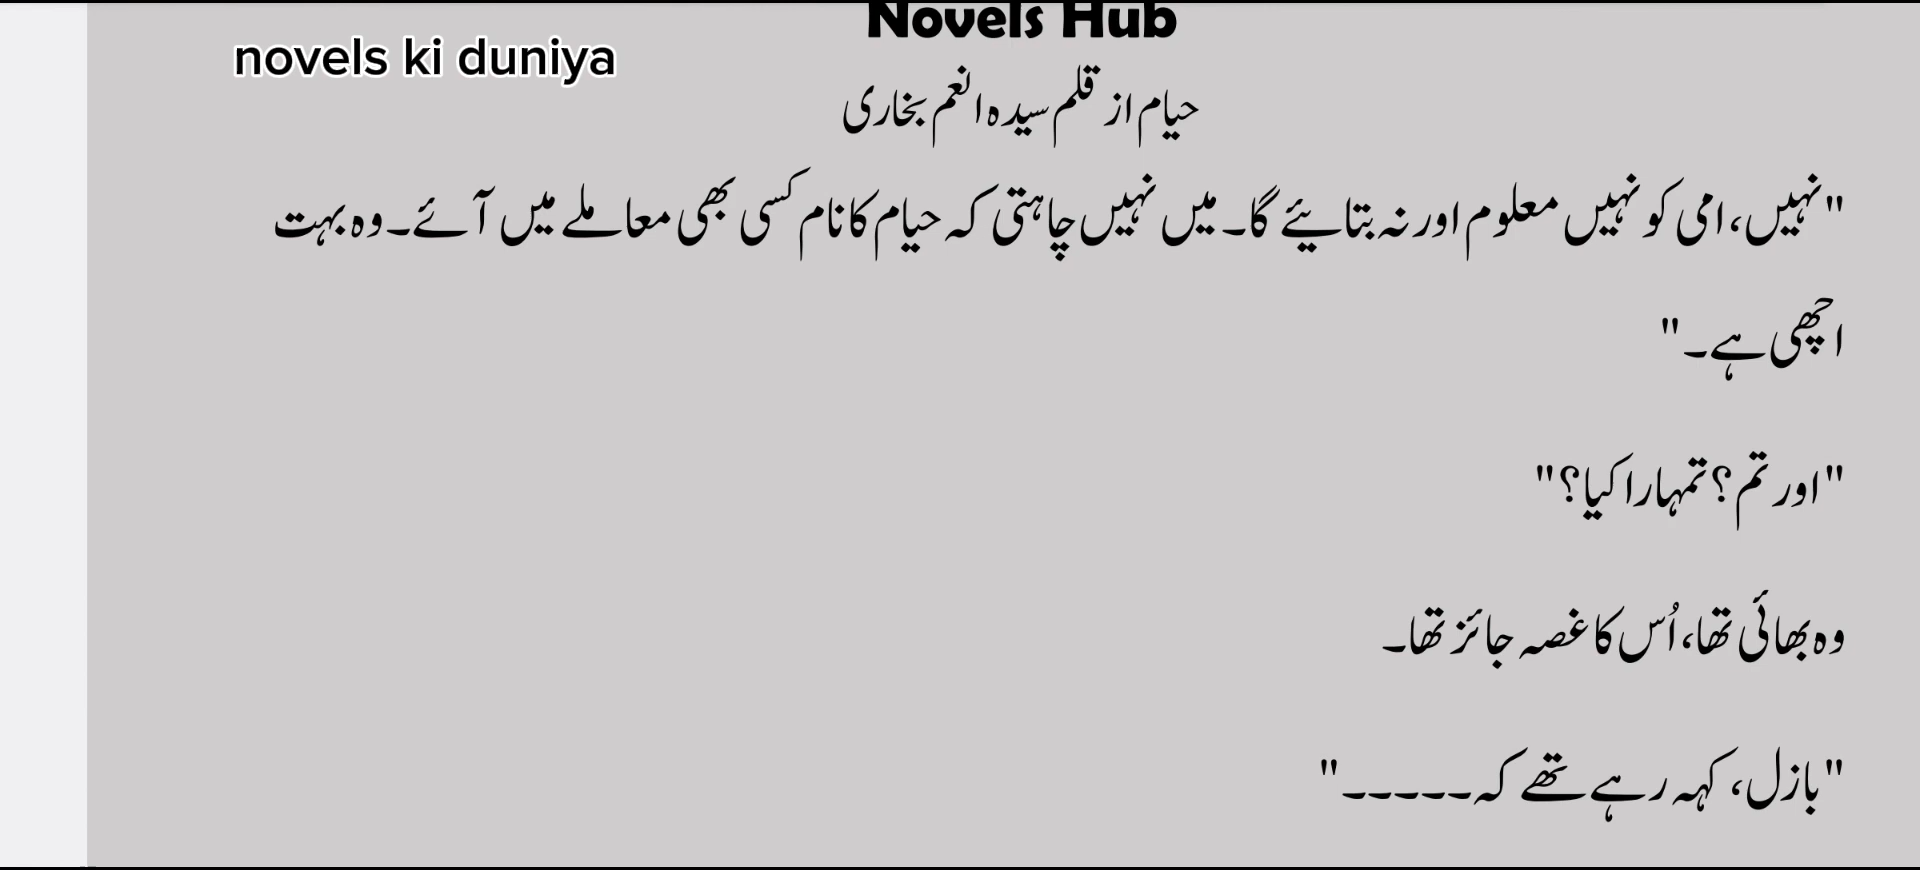 Novels Hub
novels ki duniya
حیام از قلم سیدہ انعم بخاری
"نہیں، امی کو نہیں معلوم اور نہ بتایئے گا۔ میں نہیں چاہتی کہ حیام کا نام کسی بھی معاملے میں آئے۔ وہ بہت
اچھی ہے۔"
"اور تم؟ تمہارا کیا؟"
وہ بھائی تھا، اُس کا غصہ جائز تھا۔
"بازل، کہہ رہے تھے کہ۔۔۔۔۔"